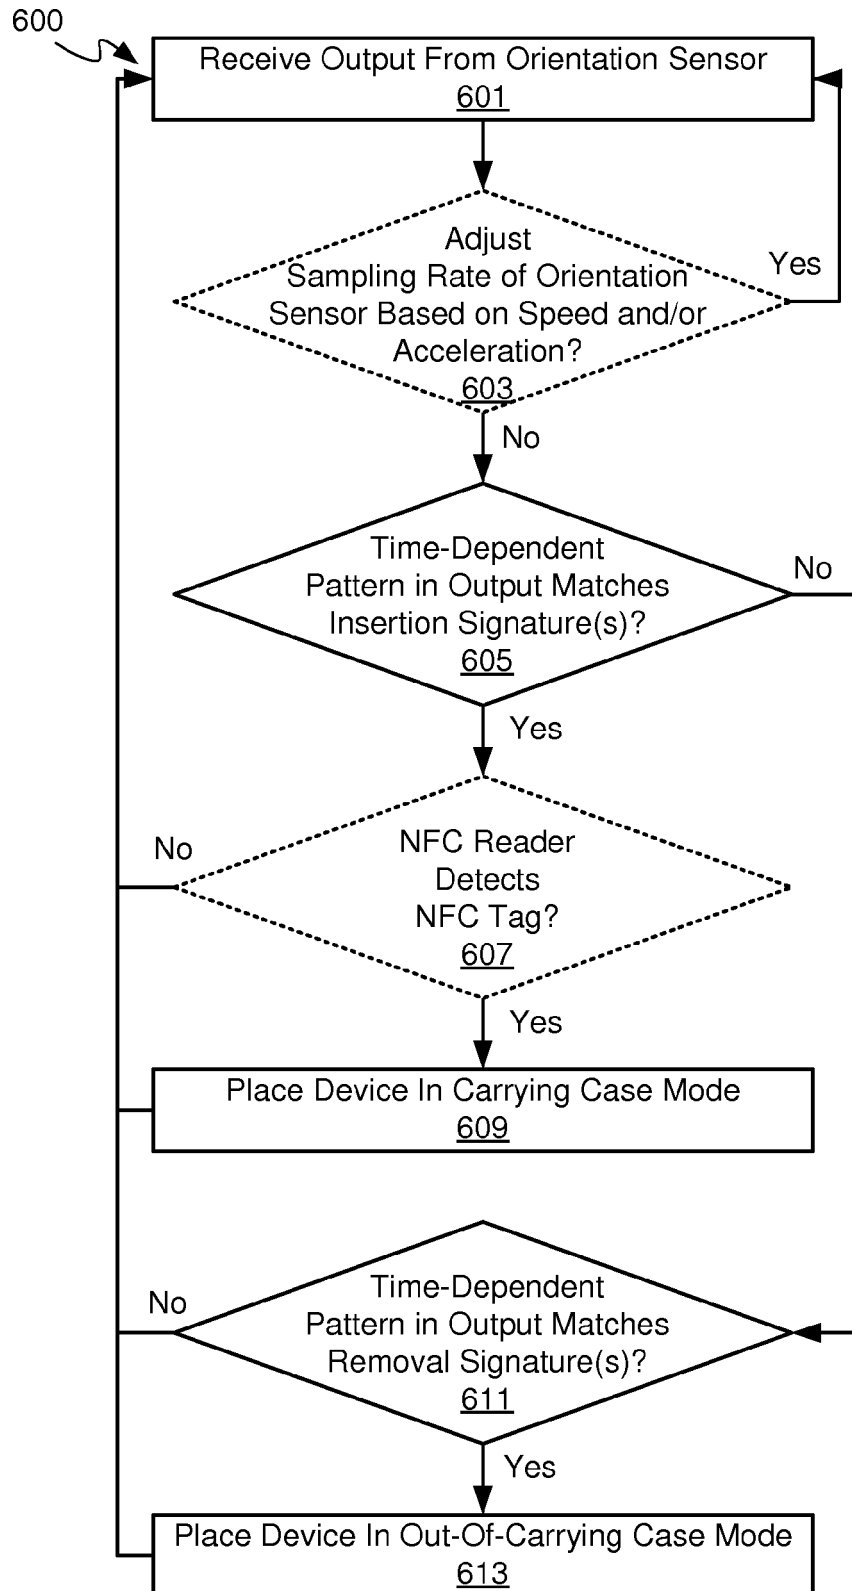 600
Receive Output From Orientation Sensor
601
Adjust
Sampling Rate of Orientation
Sensor Based on Speed and/or
Acceleration?
603
Yes
No
Time-Dependent
Pattern in Output Matches
Insertion Signature(s)?
605
No
Yes
NFC Reader
Detects
NFC Tag?
607
No
Yes
Place Device In Carrying Case Mode
609
Time-Dependent
Pattern in Output Matches
Removal Signature(s)?
611
No
Yes
Place Device In Out-Of-Carrying Case Mode
613